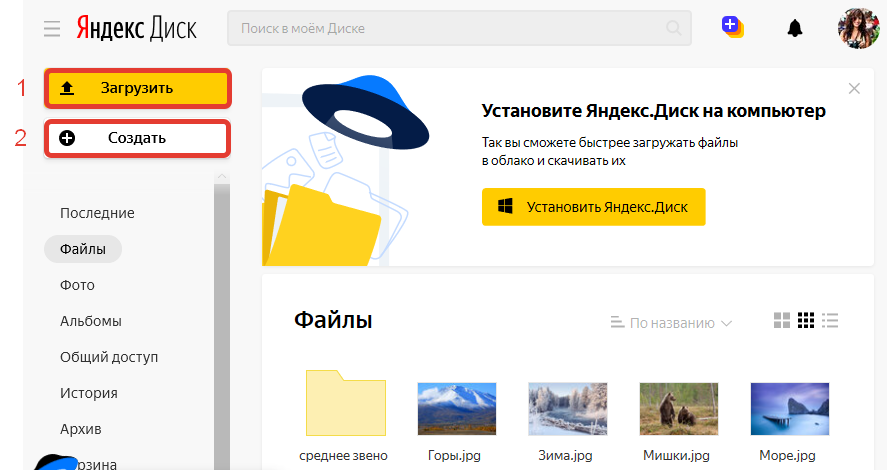 Яндекс Диск
Поиск в моём Диске
1
Загрузить
2
Создать
Последние
Файлы
Фото
Альбомы
Общий доступ
История
Архив
Установите Яндекс.Диск на компьютер
Так вы сможете быстрее загружать файлы
в облако и скачивать их
Установить Яндекс.Диск
Файлы
По названию
среднее звено
Горы.jpg
Зима.jpg
Мишки.jpg
Море.jpg